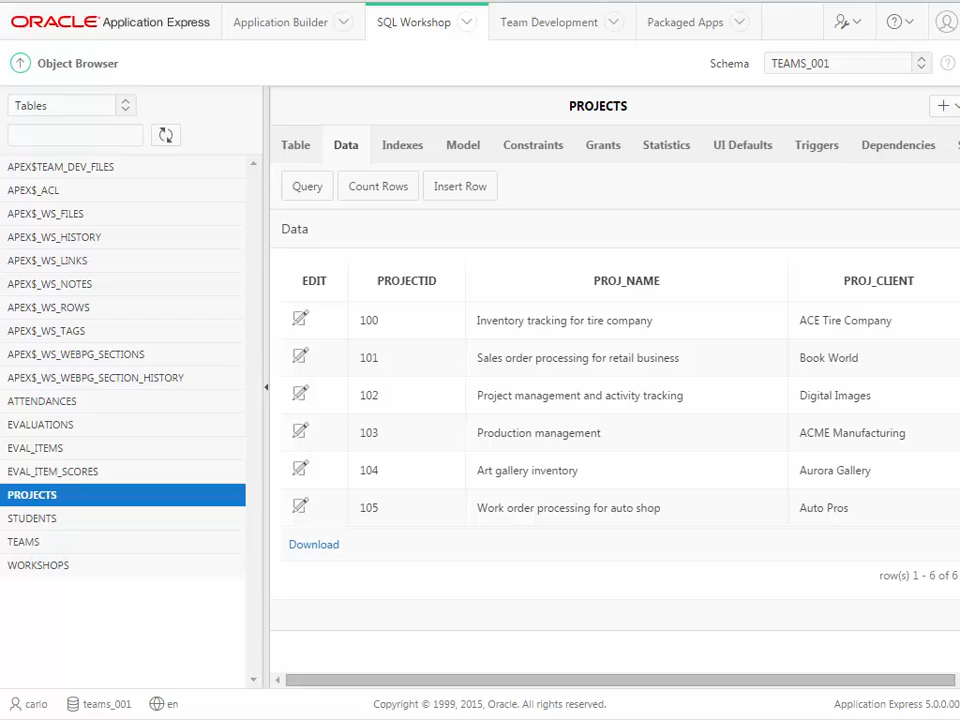 ORACLE Application Express Application Builder SQL Workshop Team Development Packaged Apps
Object Browser Schema TEAMS_001
Tables PROJECTS
Table Data Indexes Model Constraints Grants Statistics UI Defaults Triggers Dependencies
Query Count Rows Insert Row
Data
APEX$TEAM_DEV_FILES
APEX$_ACL
APEX$_WS_FILES
APEX$_WS_HISTORY
APEX$_WS_LINKS
APEX$_WS_NOTES
APEX$_WS_ROWS
APEX$_WS_TAGS
APEX$_WS_WEBPG_SECTIONS
APEX$_WS_WEBPG_SECTION_HISTORY
ATTENDANCES
EVALUATIONS
EVAL_ITEMS
EVAL_ITEM_SCORES
PROJECTS
STUDENTS
TEAMS
WORKSHOPS
EDIT PROJECTID PROJ_NAME PROJ_CLIENT
100 Inventory tracking for tire company ACE Tire Company
101 Sales order processing for retail business Book World
102 Project management and activity tracking Digital Images
103 Production management ACME Manufacturing
104 Art gallery inventory Aurora Gallery
105 Work order processing for auto shop Auto Pros
Download
row(s) 1 - 6 of 6
cario teams_001 en Copyright © 1999, 2015, Oracle. All rights reserved. Application Express 5.0.0.00